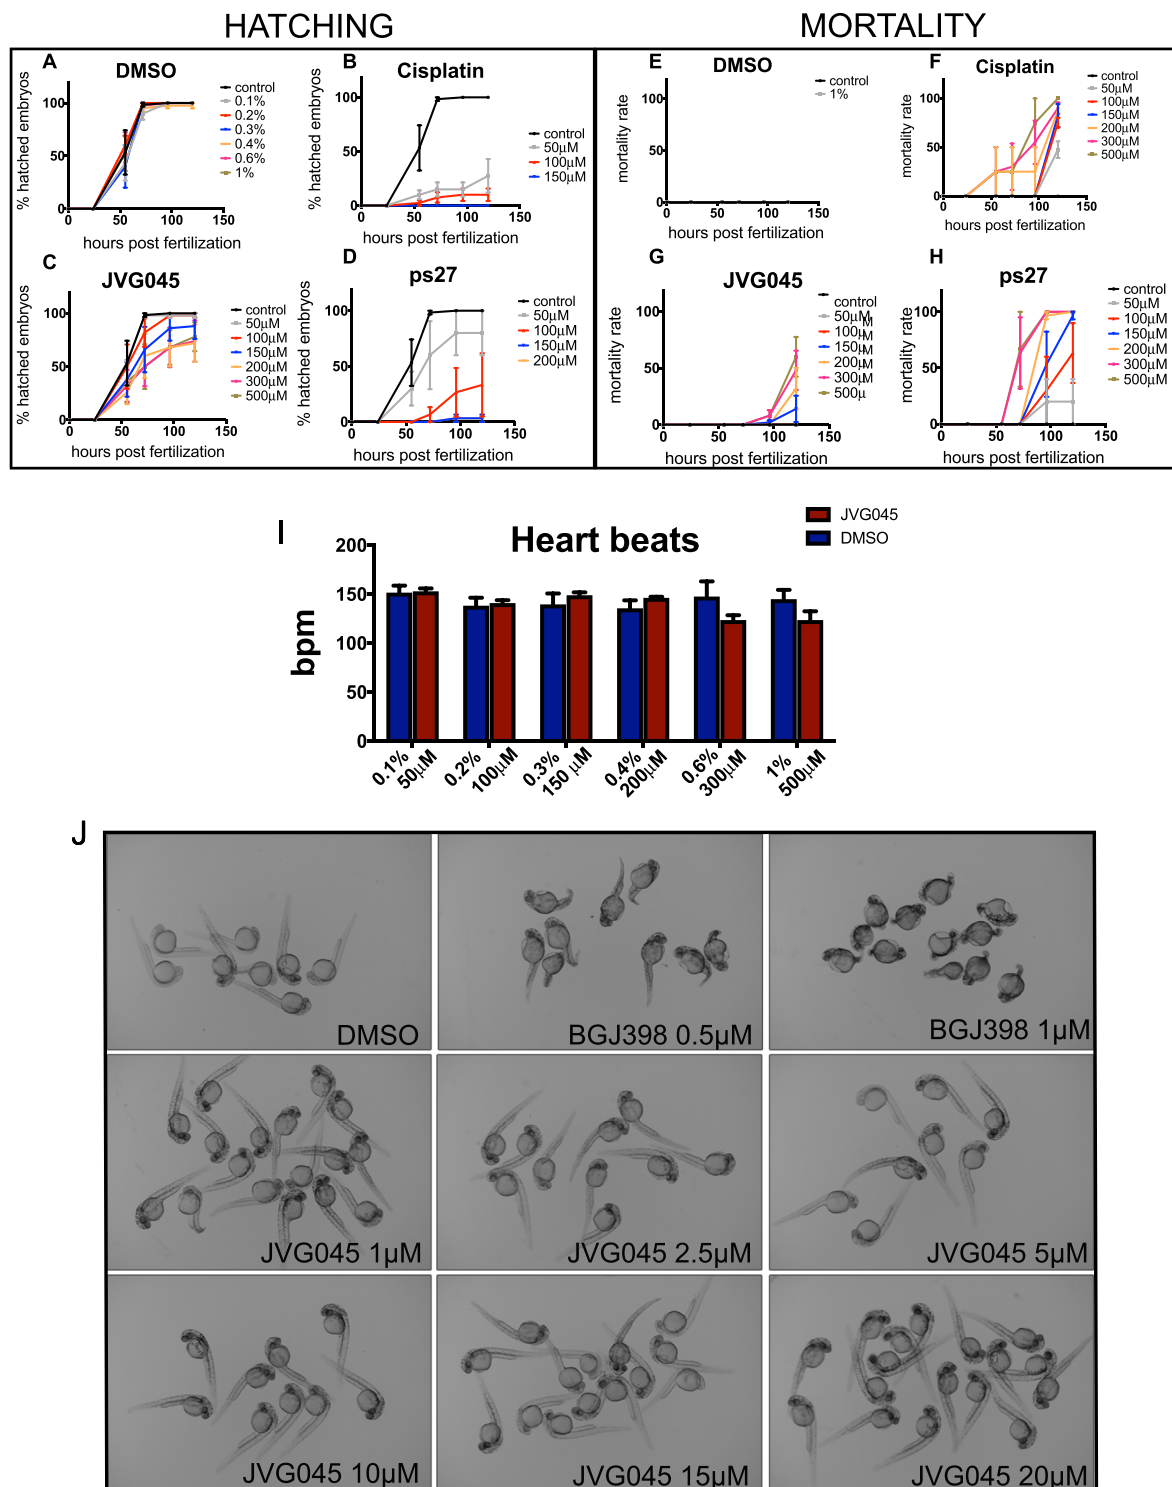 HATCHING
MORTALITY
A
DMSO
% hatched embryos
100
50
0
0 50 100 150
hours post fertilization
control
0.1%
0.2%
0.3%
0.4%
0.6%
1%
B
Cisplatin
% hatched embryos
100
50
0
0 50 100 150
hours post fertilization
control
50μM
100μM
150μM
C
JVG045
% hatched embryos
100
50
0
0 50 100 150
hours post fertilization
control
50μM
100μM
150μM
200μM
300μM
500μM
D
ps27
% hatched embryos
100
50
0
0 50 100 150
hours post fertilization
control
50μM
100μM
150μM
200μM
E
DMSO
mortality rate
100
50
0
0 50 100 150
hours post fertilization
control
1%
F
Cisplatin
mortality rate
100
50
0
0 50 100 150
hours post fertilization
control
50μM
100μM
150μM
200μM
300μM
500μM
G
JVG045
mortality rate
100
50
0
0 50 100 150
hours post fertilization
control
50μM
100μM
150μM
200μM
300μM
500μ
H
ps27
mortality rate
100
50
0
0 50 100 150
hours post fertilization
control
50μM
100μM
150μM
200μM
300μM
500μM
I
Heart beats
JVG045
DMSO
bpm
200
150
100
50
0
0.1% 50μM
0.2% 100μM
0.3% 150 μM
0.4% 200μM
0.6% 300μM
1% 500μM
J
DMSO
BGJ398 0.5μM
BGJ398 1μM
JVG045 1μM
JVG045 2.5μM
JVG045 5μM
JVG045 10μM
JVG045 15μM
JVG045 20μM